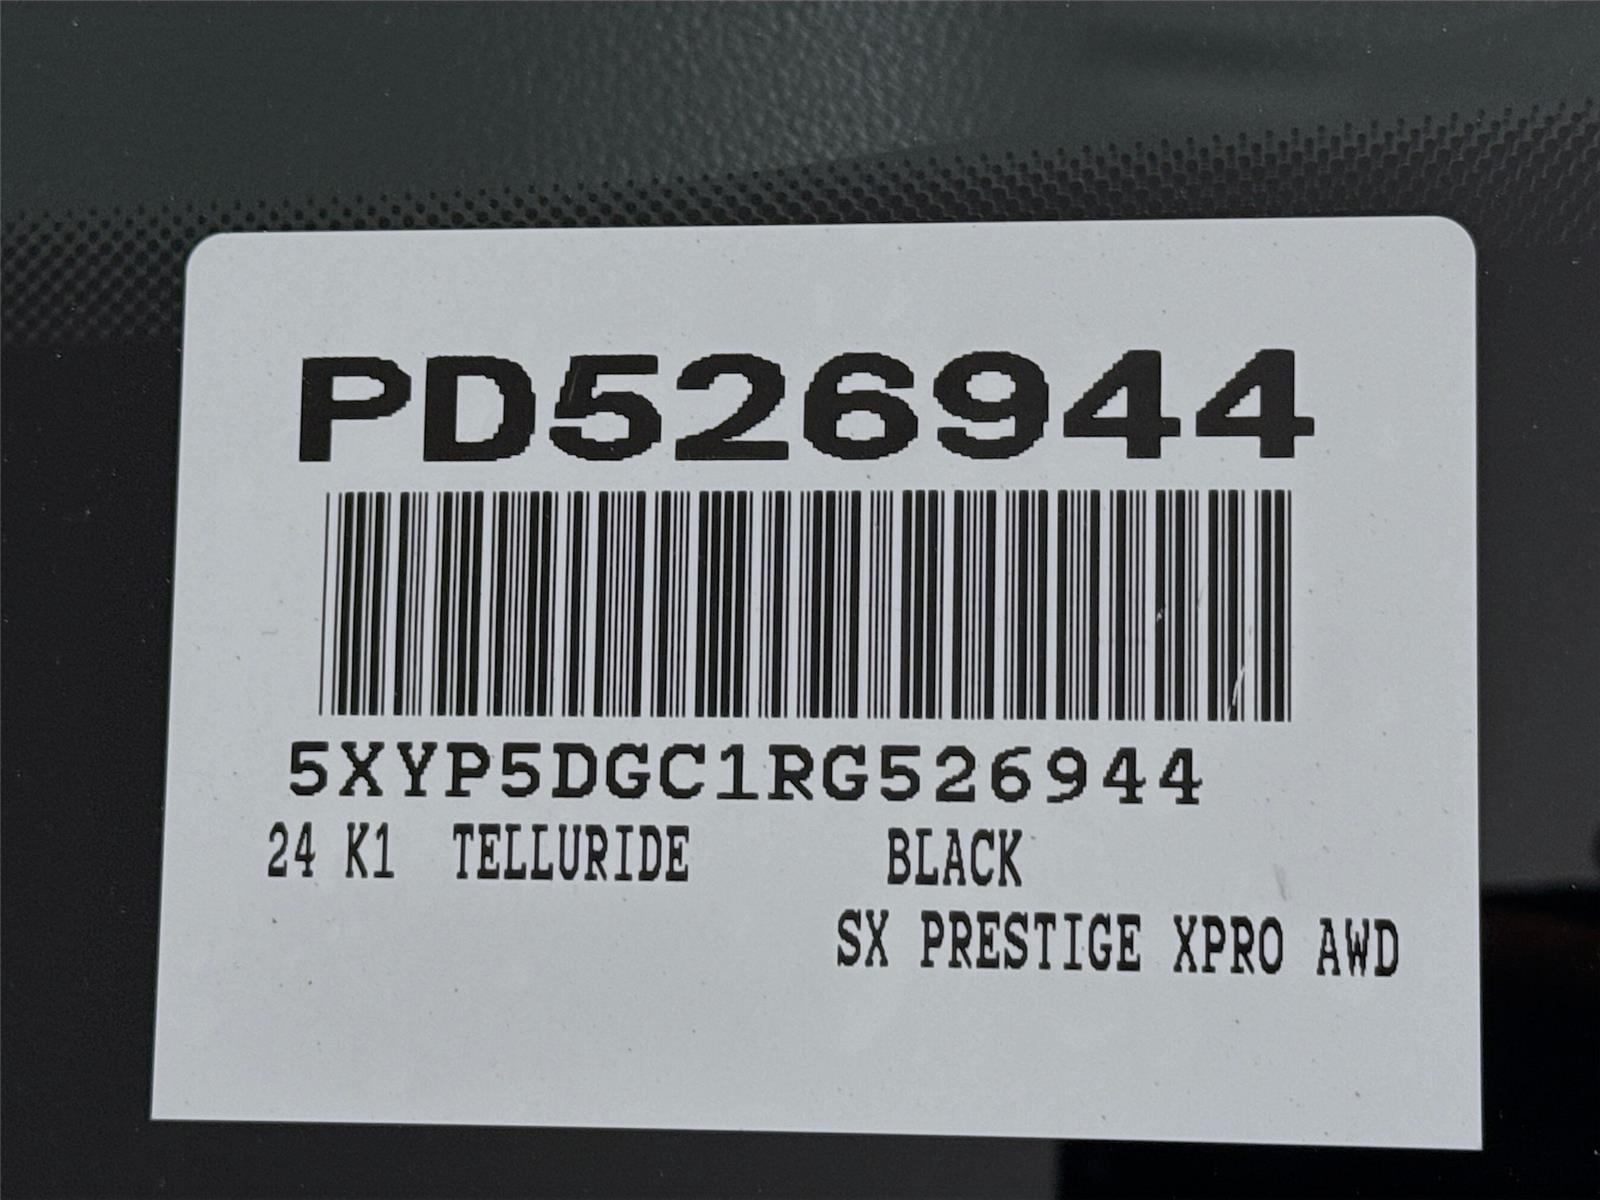 PD526944
5XYP5DGC1RG526944
24 K1 TELLURIDE BLACK
SX PRESTIGE XPRO AWD